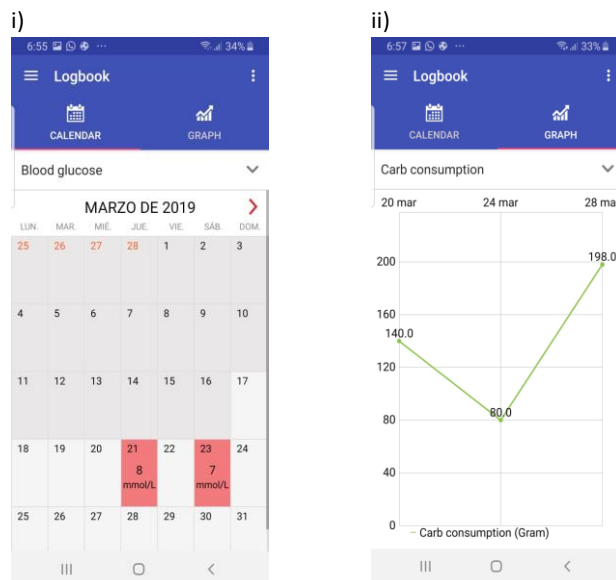 i)
6:55 ... 34%
Logbook
CALENDAR GRAPH
Blood glucose
MARZO DE 2019
LUN. MAR. MIÉ. JUE. VIE. SÁB. DOM.
25 26 27 28 1 2 3
4 5 6 7 8 9 10
11 12 13 14 15 16 17
18 19 20 21 22 23 24
8 7
mmol/L mmol/L
25 26 27 28 29 30 31
ii)
6:57 ... 33%
Logbook
CALENDAR GRAPH
Carb consumption
20 mar 24 mar 28 ma
200
198.0
160
140.0
120
80
80.0
40
0
Carb consumption (Gram)